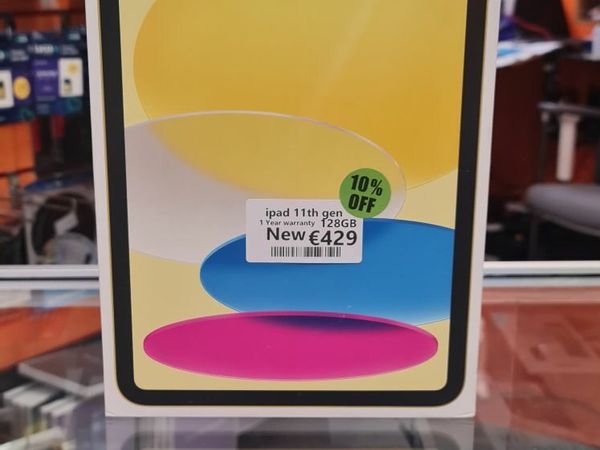 10%
OFF
ipad 11th gen
1 Year warranty 128GB
New €429